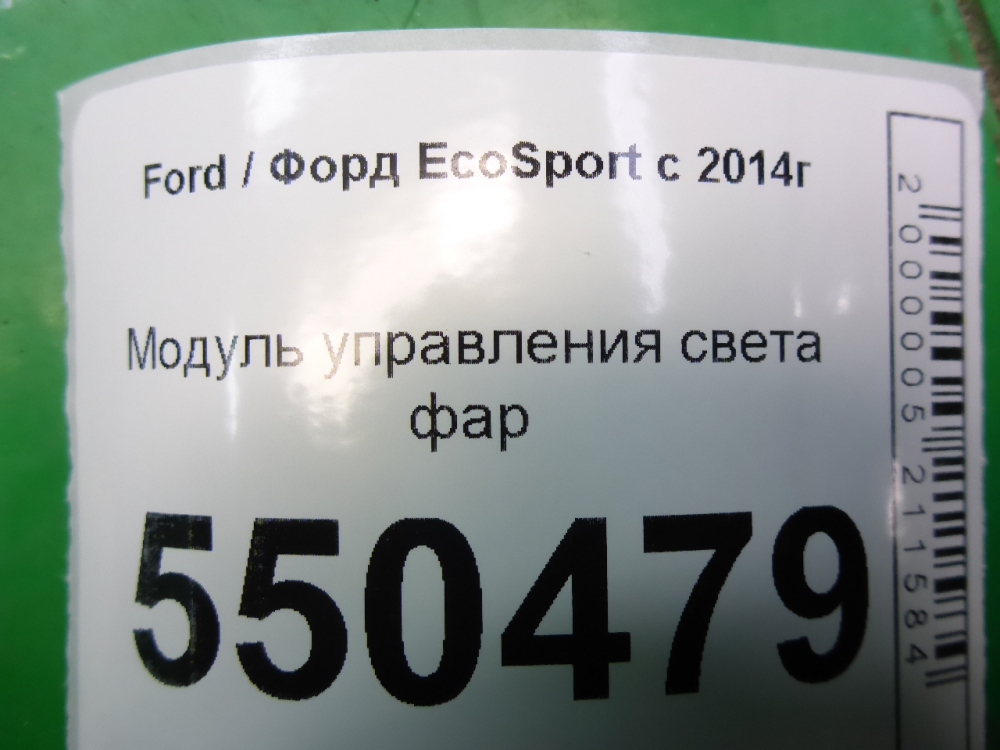 Ford / Форд EcoSport с 2014г
Модуль управления света
фар
550479
2000005211584